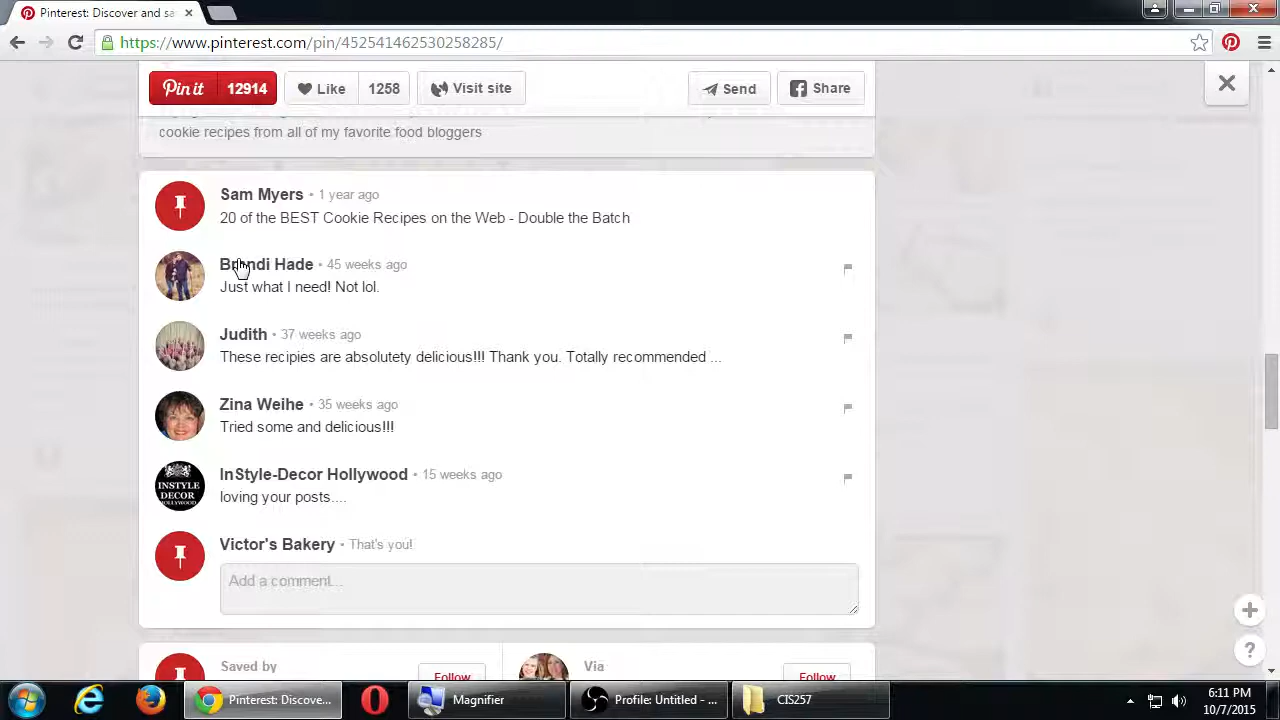 Pinterest: Discover and sa
https://www.pinterest.com/pin/452541462530258285/
Pin it 12914 Like 1258 Visit site Send Share
cookie recipes from all of my favorite food bloggers
Sam Myers • 1 year ago
20 of the BEST Cookie Recipes on the Web - Double the Batch
Brandi Hade • 45 weeks ago
Just what I need! Not lol.
Judith • 37 weeks ago
These recipies are absolutety delicious!!! Thank you. Totally recommended ...
Zina Weihe • 35 weeks ago
Tried some and delicious!!!
InStyle-Decor Hollywood • 15 weeks ago
INSTYLE
DECOR
HOLLYWOOD
loving your posts....
Victor's Bakery • That's you!
Add a comment...
Saved by Follow Via Follow
Pinterest: Discove... Magnifier Profile: Untitled - ... CIS257
6:11 PM
10/7/2015